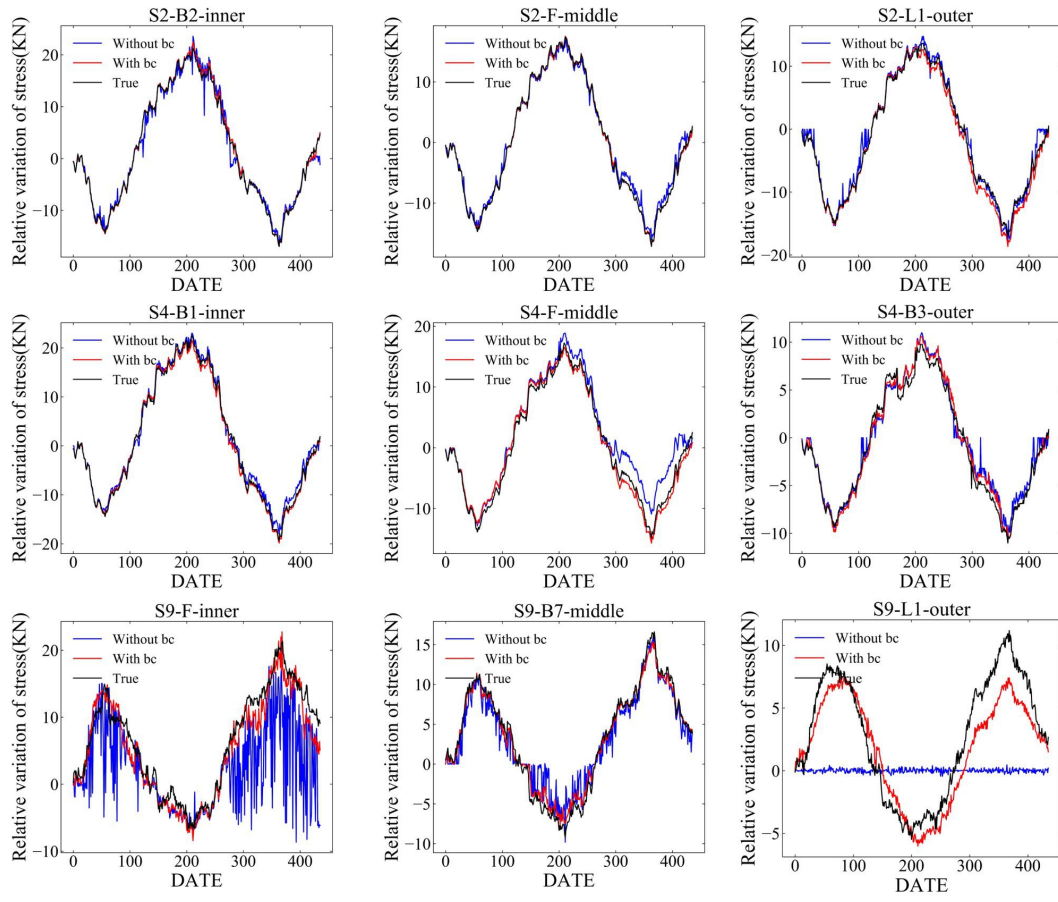 S2-B2-inner
Relative variation of stress(KN)
Without bc
With bc
True
20
10
0
−10
0 100 200 300 400
DATE
S2-F-middle
Relative variation of stress(KN)
Without bc
With bc
True
10
0
−10
0 100 200 300 400
DATE
S2-L1-outer
Relative variation of stress(KN)
Without bc
With bc
True
10
0
−10
−20
0 100 200 300 400
DATE
S4-B1-inner
Relative variation of stress(KN)
Without bc
With bc
True
20
10
0
−10
−20
0 100 200 300 400
DATE
S4-F-middle
Relative variation of stress(KN)
Without bc
With bc
True
20
10
0
−10
0 100 200 300 400
DATE
S4-B3-outer
Relative variation of stress(KN)
Without bc
With bc
True
10
5
0
−5
−10
0 100 200 300 400
DATE
S9-F-inner
Relative variation of stress(KN)
Without bc
With bc
True
20
10
0
−10
0 100 200 300 400
DATE
S9-B7-middle
Relative variation of stress(KN)
Without bc
With bc
True
15
10
5
0
−5
−10
0 100 200 300 400
DATE
S9-L1-outer
Relative variation of stress(KN)
Without bc
With bc
True
10
5
0
−5
0 100 200 300 400
DATE